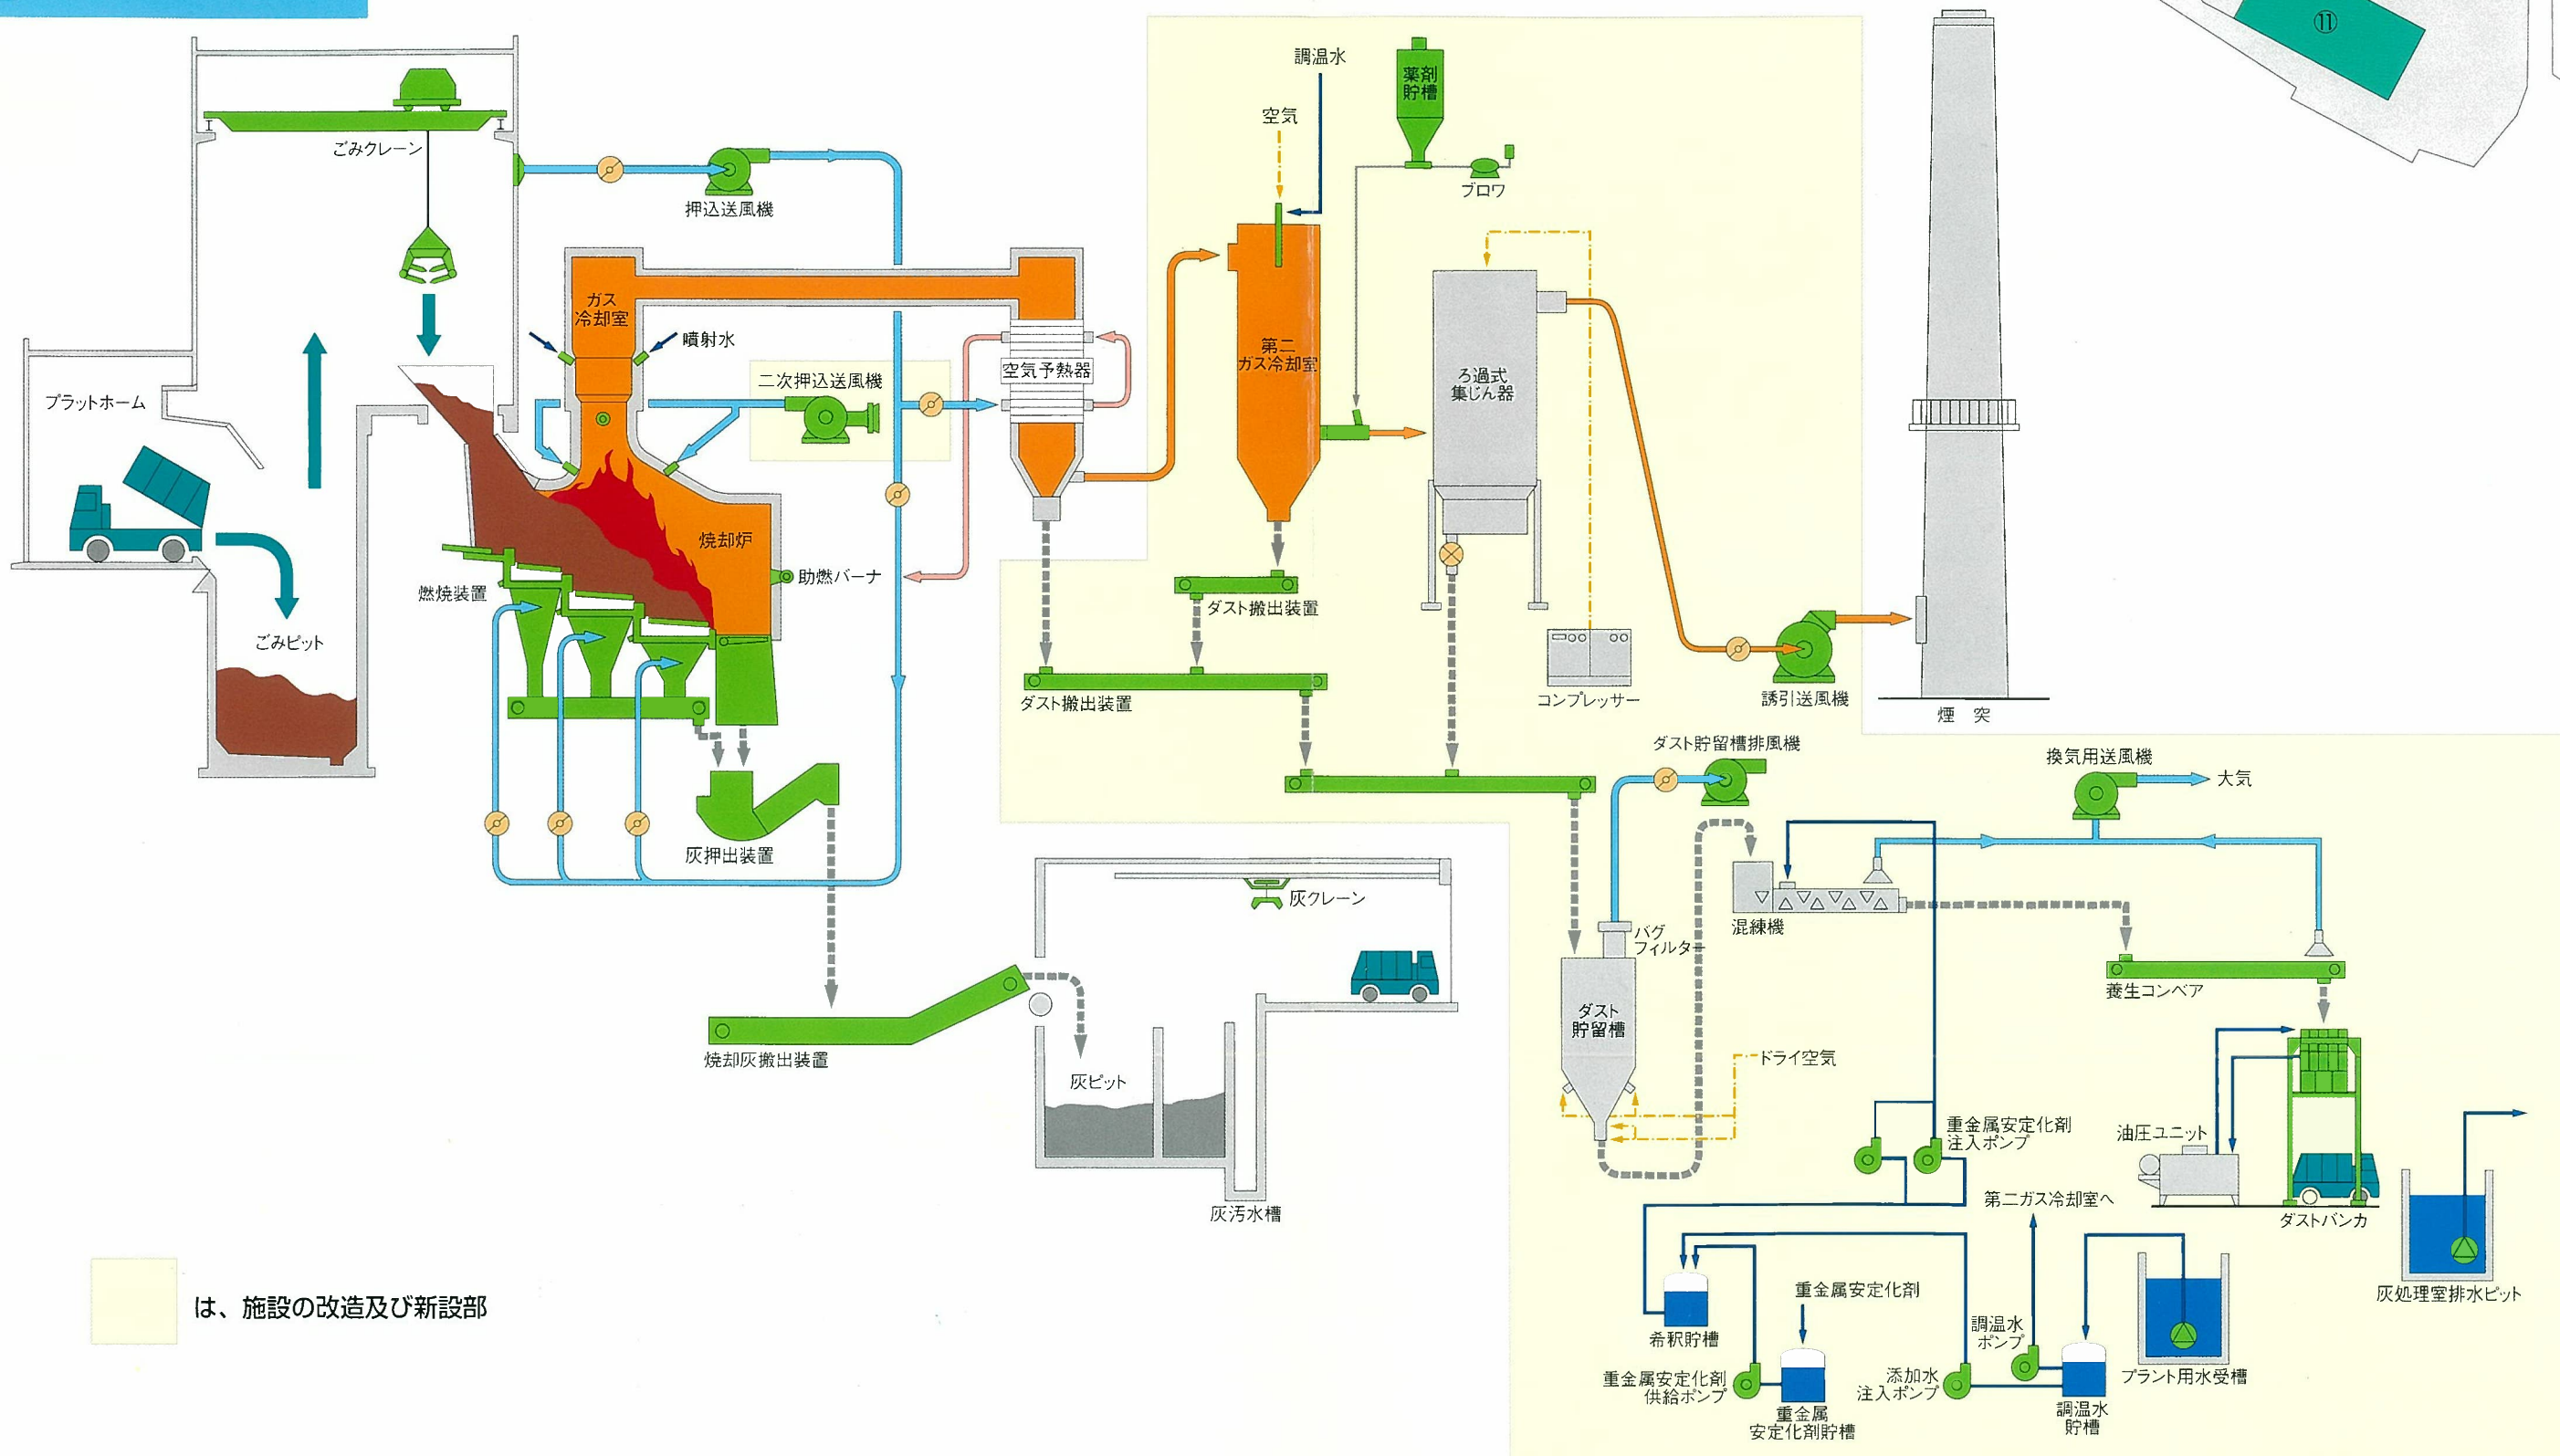 ⑪
調温水
薬剤
貯槽
空気
ごみクレーン
ブロワ
押込送風機
ガス
冷却室
噴射水
第二
ガス冷却室
空気予熱器
二次押込送風機
ろ過式
集じん器
プラットホーム
焼却炉
助燃バーナ
燃焼装置
ダスト搬出装置
ごみピット
ダスト搬出装置
コンプレッサー
誘引送風機
煙突
ダスト貯留槽排風機
換気用送風機
大気
灰押出装置
灰クレーン
混練機
バグ
フィルター
養生コンベア
ダスト
貯留槽
焼却灰搬出装置
ドライ空気
灰ピット
重金属安定化剤
注入ポンプ
油圧ユニット
第二ガス冷却室へ
灰汚水槽
ダストバンカ
灰処理室排水ピット
重金属安定化剤
は、施設の改造及び新設部
希釈貯槽
調温水
ポンプ
プラント用水受槽
重金属安定化剤
供給ポンプ
添加水
注入ポンプ
重金属
安定化剤貯槽
調温水
貯槽